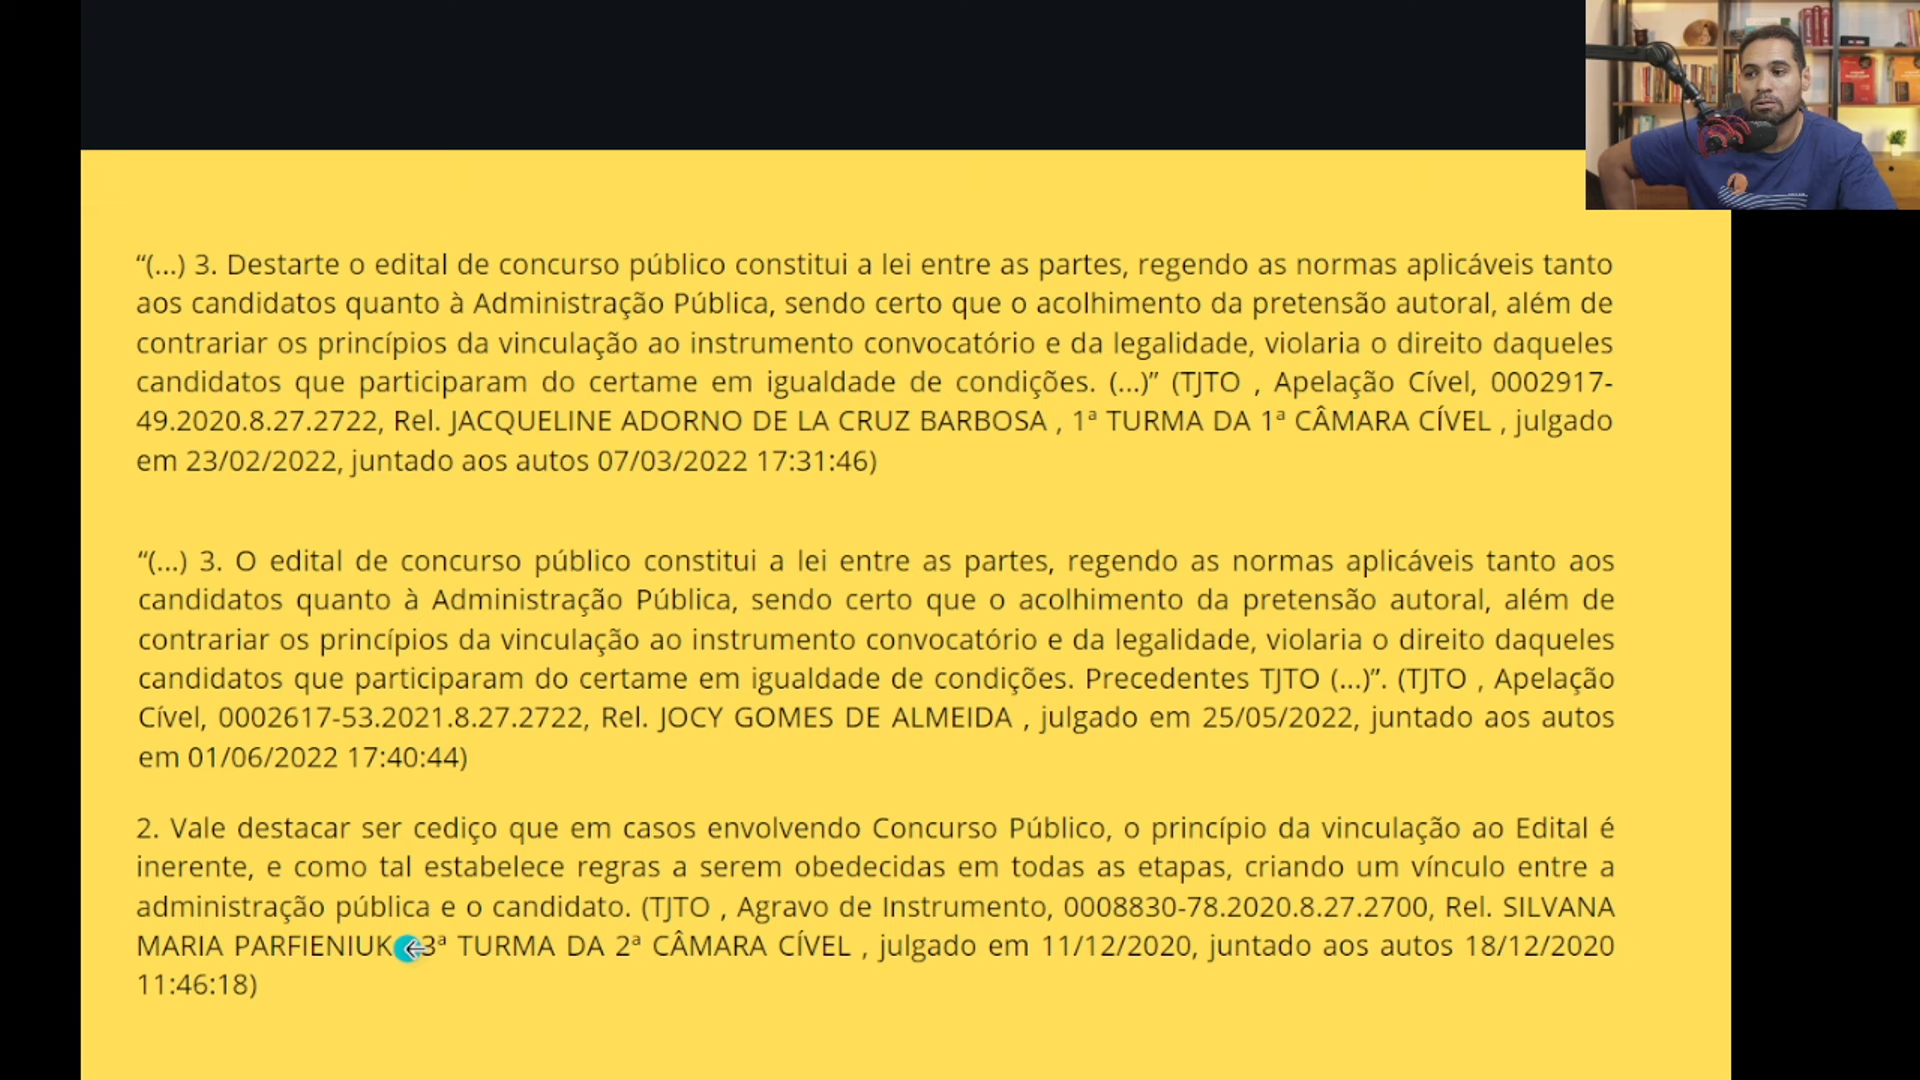 “(...) 3. Destarte o edital de concurso público constitui a lei entre as partes, regendo as normas aplicáveis tanto
aos candidatos quanto à Administração Pública, sendo certo que o acolhimento da pretensão autoral, além de
contrariar os princípios da vinculação ao instrumento convocatório e da legalidade, violaria o direito daqueles
candidatos que participaram do certame em igualdade de condições. (...)” (TJTO , Apelação Cível, 0002917-
49.2020.8.27.2722, Rel. JACQUELINE ADORNO DE LA CRUZ BARBOSA , 1ª TURMA DA 1ª CÂMARA CÍVEL , julgado
em 23/02/2022, juntado aos autos 07/03/2022 17:31:46)
“(...) 3. O edital de concurso público constitui a lei entre as partes, regendo as normas aplicáveis tanto aos
candidatos quanto à Administração Pública, sendo certo que o acolhimento da pretensão autoral, além de
contrariar os princípios da vinculação ao instrumento convocatório e da legalidade, violaria o direito daqueles
candidatos que participaram do certame em igualdade de condições. Precedentes TJTO (...)”. (TJTO , Apelação
Cível, 0002617-53.2021.8.27.2722, Rel. JOCY GOMES DE ALMEIDA , julgado em 25/05/2022, juntado aos autos
em 01/06/2022 17:40:44)
2. Vale destacar ser cediço que em casos envolvendo Concurso Público, o princípio da vinculação ao Edital é
inerente, e como tal estabelece regras a serem obedecidas em todas as etapas, criando um vínculo entre a
administração pública e o candidato. (TJTO , Agravo de Instrumento, 0008830-78.2020.8.27.2700, Rel. SILVANA
MARIA PARFIENIUK 3ª TURMA DA 2ª CÂMARA CÍVEL , julgado em 11/12/2020, juntado aos autos 18/12/2020
11:46:18)